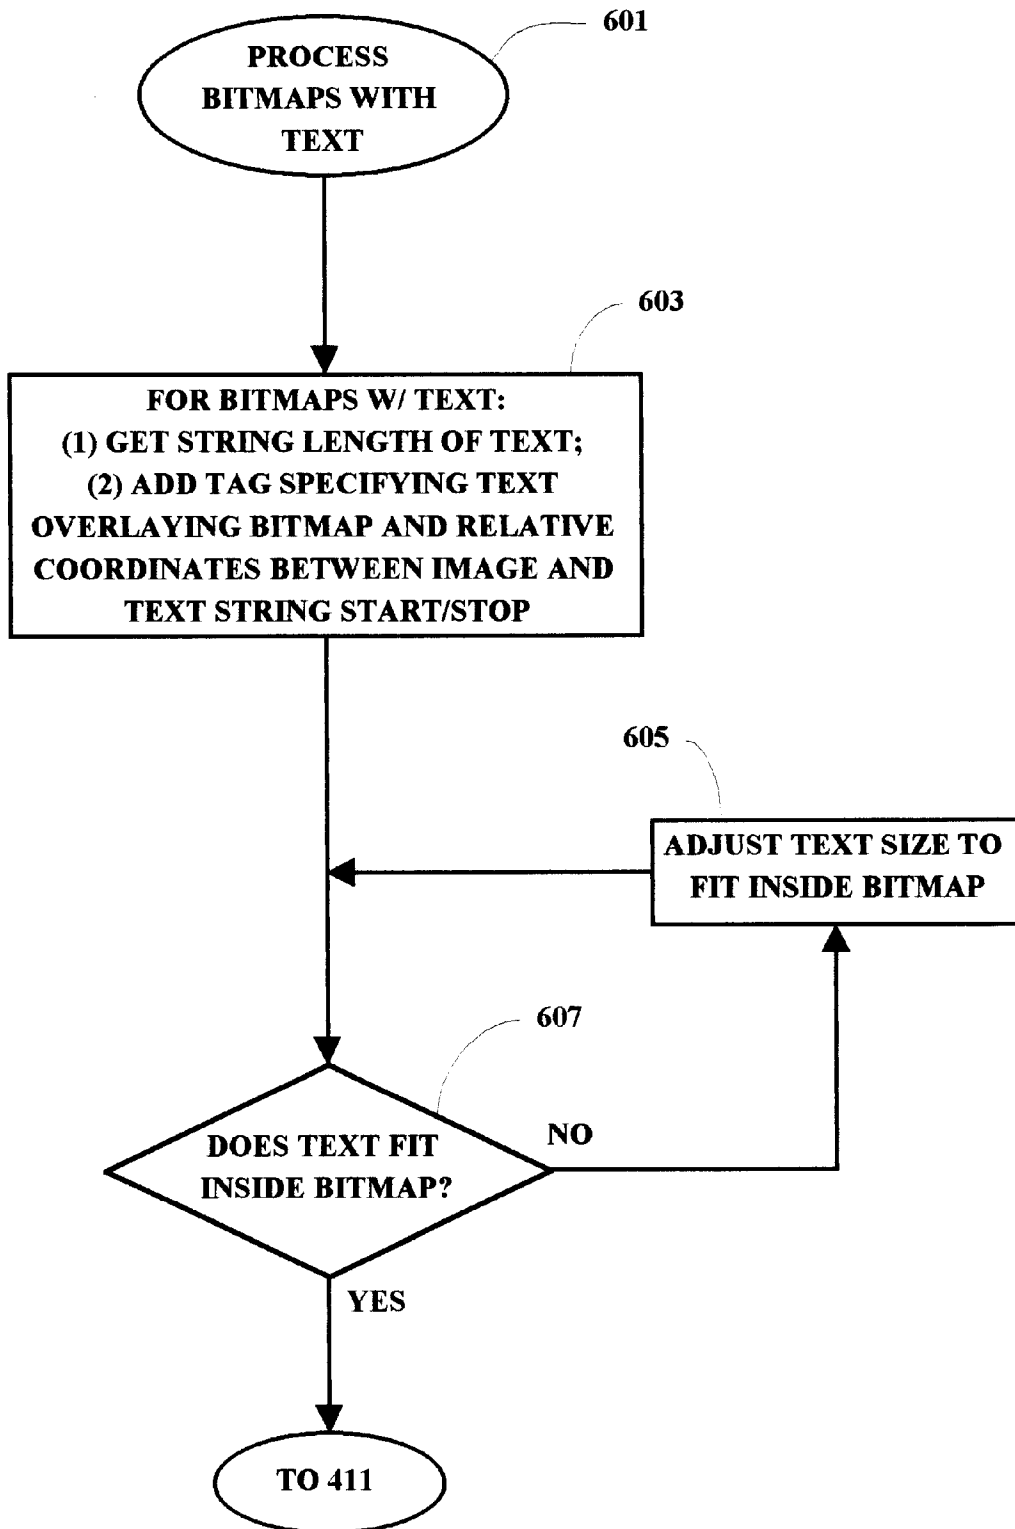 601
PROCESS
BITMAPS WITH
TEXT
603
FOR BITMAPS W/ TEXT:
(1) GET STRING LENGTH OF TEXT;
(2) ADD TAG SPECIFYING TEXT
OVERLAYING BITMAP AND RELATIVE
COORDINATES BETWEEN IMAGE AND
TEXT STRING START/STOP
605
ADJUST TEXT SIZE TO
FIT INSIDE BITMAP
607
DOES TEXT FIT
INSIDE BITMAP?
NO
YES
TO 411